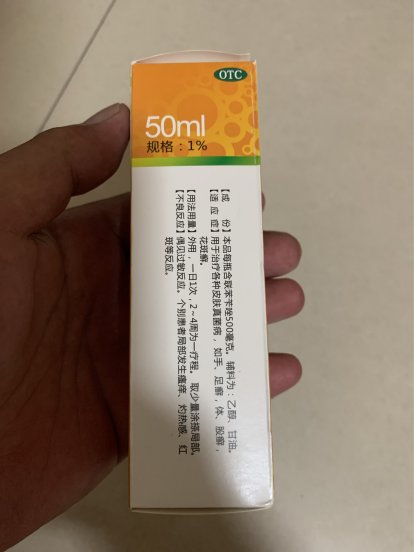 OTC
50ml
规格：1%
【成　份】本品每瓶含联苯苄唑500毫克。辅料为：乙醇、甘油。
【适 应 症】用于治疗各种皮肤真菌病，如手、足癣，体、股癣，
花斑癣。
【用法用量】外用，一日1次，2~4周为一疗程。取少量涂搽局部。
【不良反应】偶见过敏反应。个别患者局部发生瘙痒、灼热感、红
斑等反应。